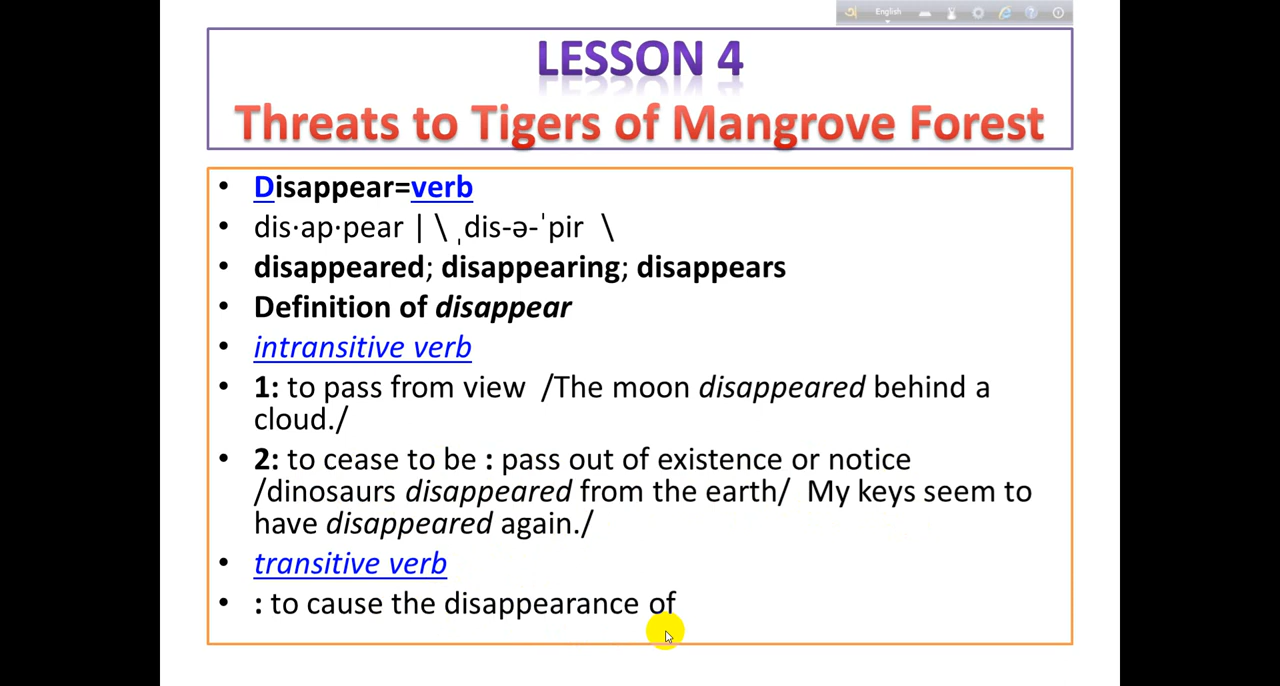 অ English
LESSON 4
Threats to Tigers of Mangrove Forest
• Disappear=verb
• dis·ap·pear | \ ˌdis-ə-ˈpir \
• disappeared; disappearing; disappears
• Definition of disappear
• intransitive verb
• 1: to pass from view /The moon disappeared behind a
cloud./
• 2: to cease to be : pass out of existence or notice
/dinosaurs disappeared from the earth/ My keys seem to
have disappeared again./
• transitive verb
• : to cause the disappearance of